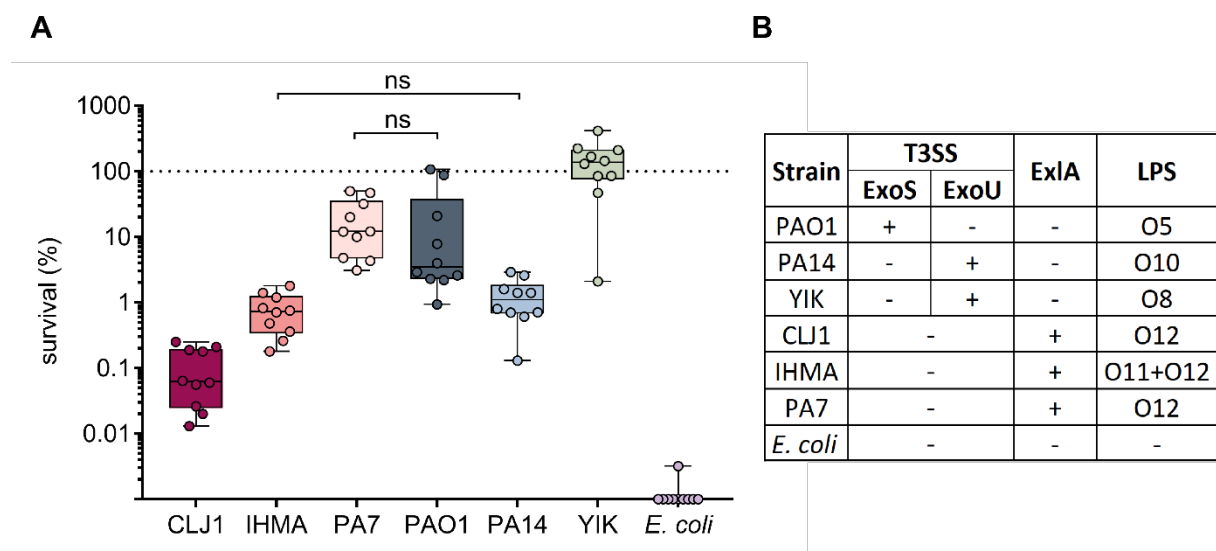 A
B
ns
ns
1000
100
10
1
0.1
0.01
survival (%)
CLJ1 IHMA PA7 PAO1 PA14 YIK E. coli
Strain T3SS ExlA LPS
ExoS ExoU
PAO1 + - - O5
PA14 - + - O10
YIK - + - O8
CLJ1 - + O12
IHMA - + O11+O12
PA7 - + O12
E. coli - - -